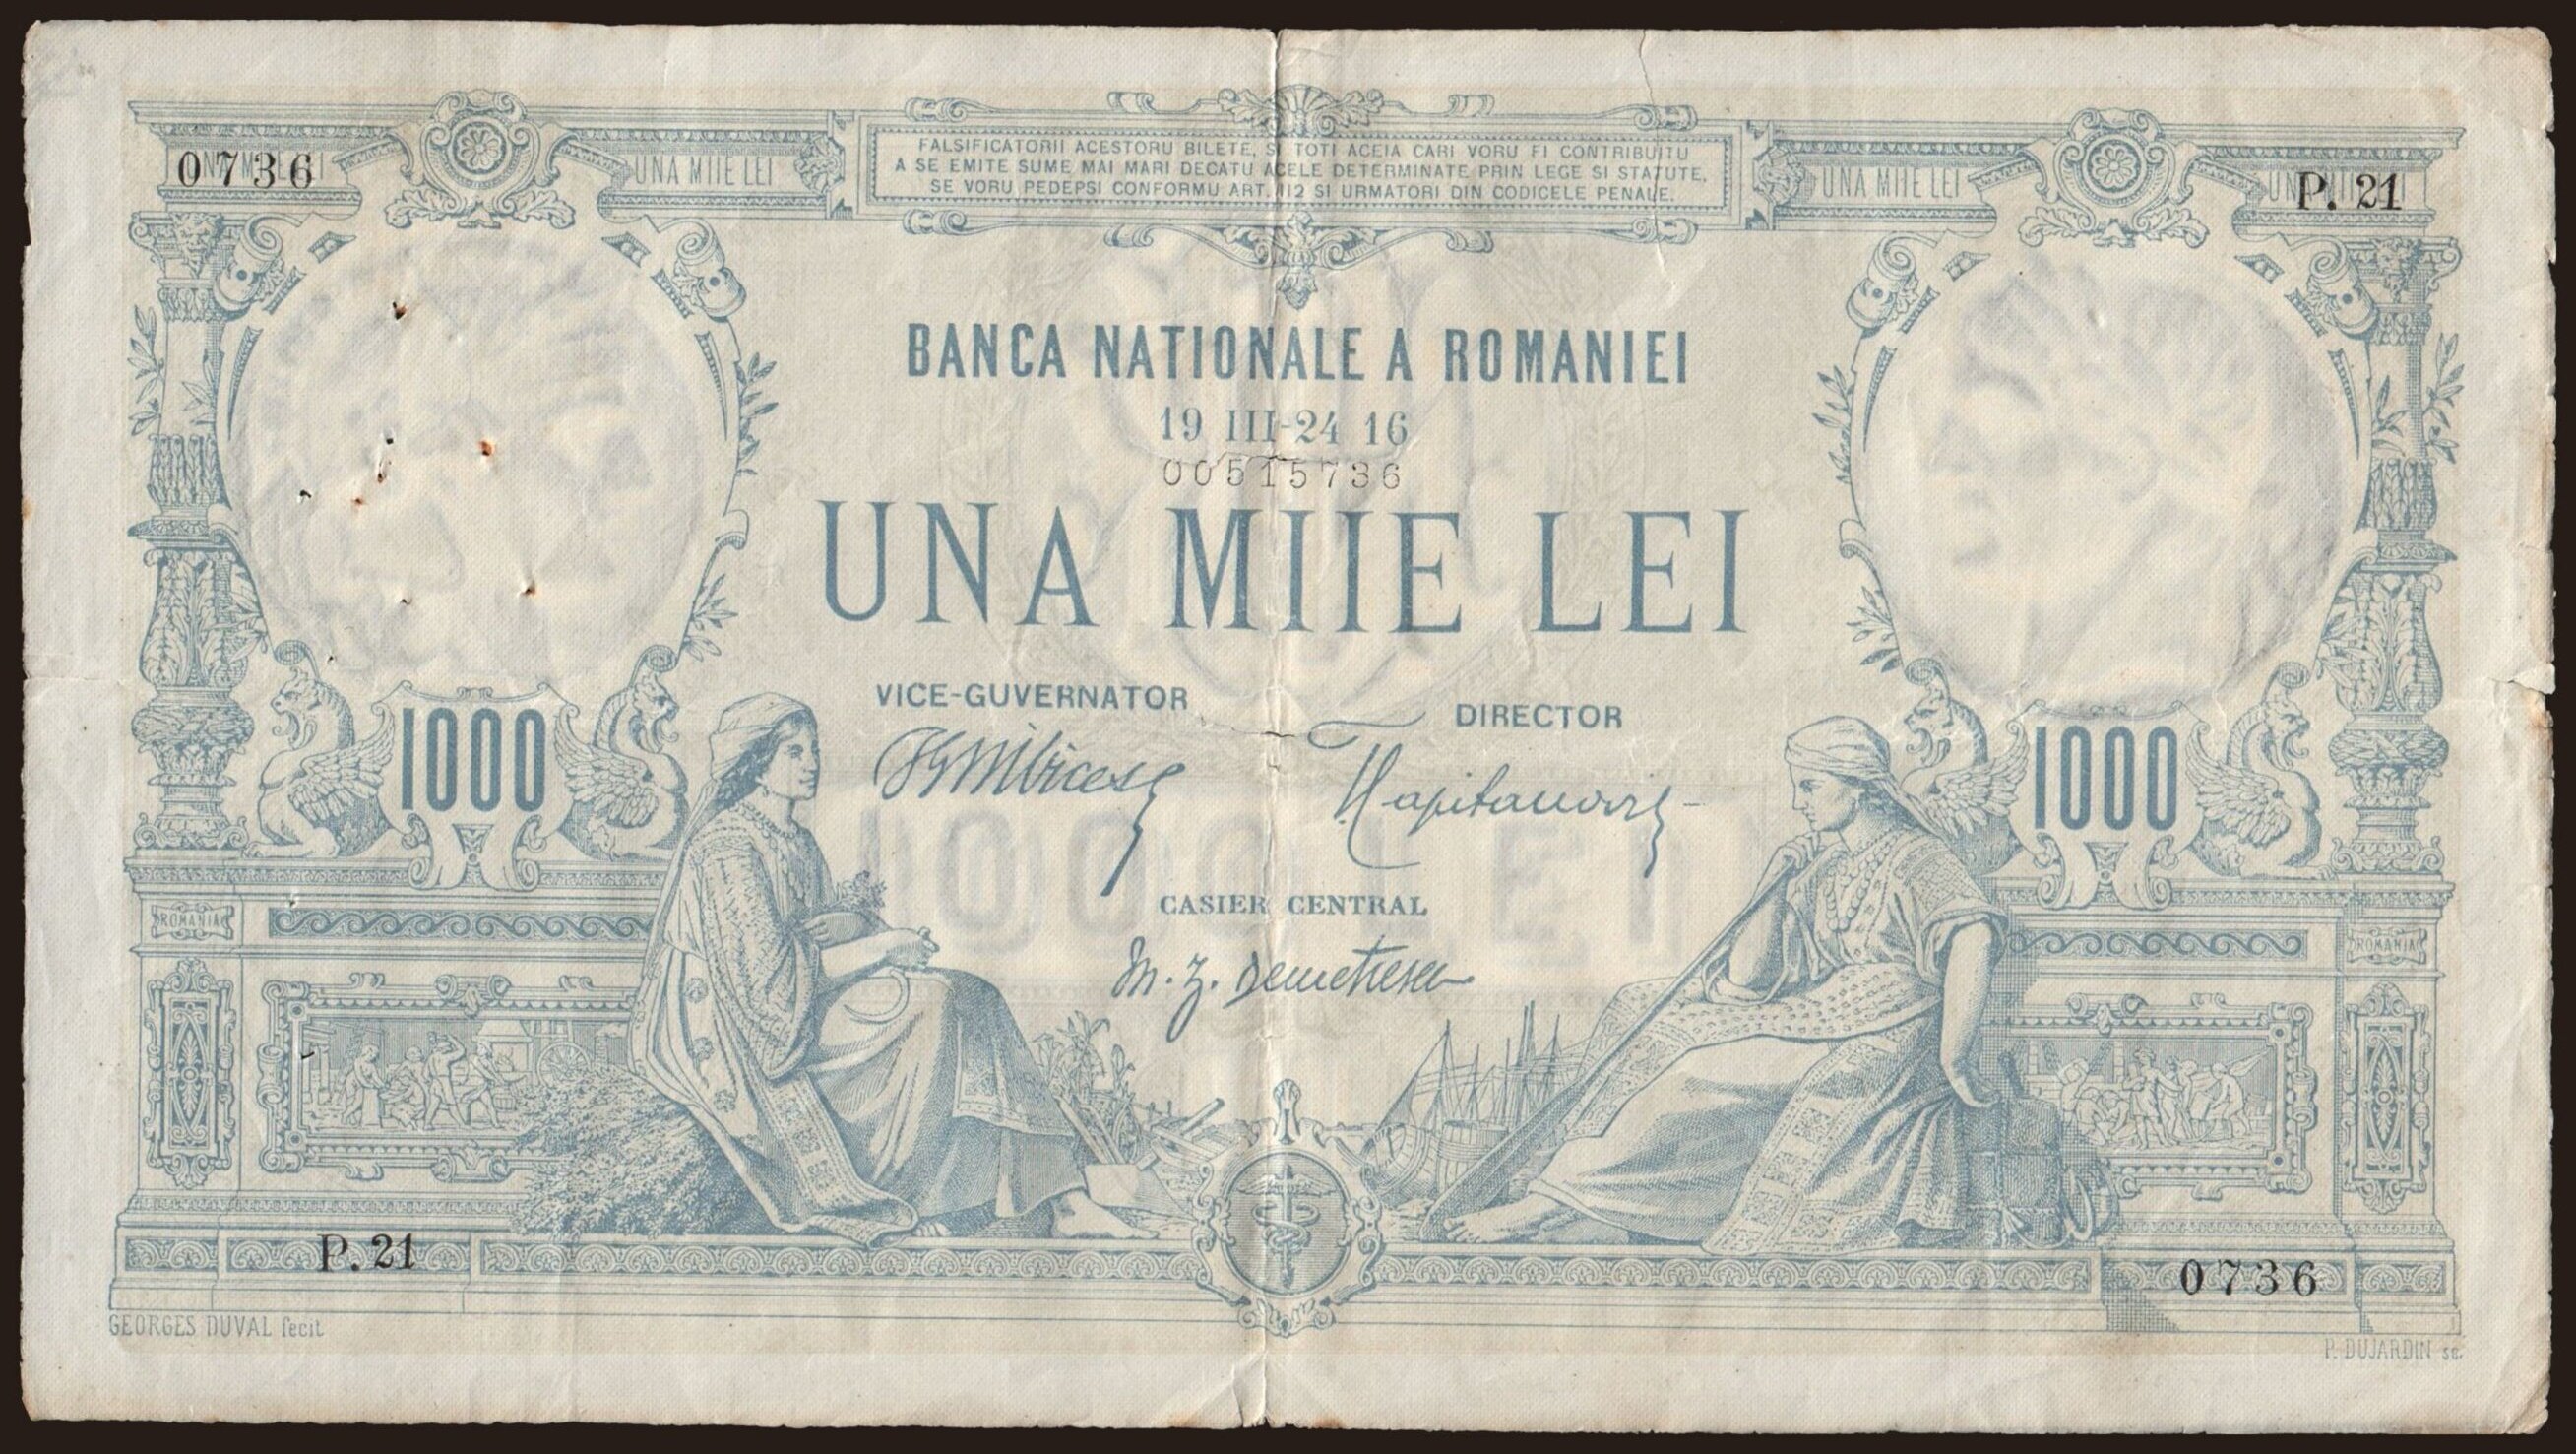 FALSIFICATORII ACESTORU BILETE, SI TOTI ACEIA CARI VORU FI CONTRIBUITU
A SE EMITE SUME MAI MARI DECATU ACELE DETERMINATE PRIN LEGE SI STATUTE,
SE VORU PEDEPSI CONFORMU ART. 112 SI URMATORI DIN CODICELE PENALE.
0736 UNA MIIE LEI UNA MIIE LEI P. 21
BANCA NATIONALE A ROMANIEI
19 III-24 16
00515736
UNA MIIE LEI
VICE-GUVERNATOR DIRECTOR
1000 1000
1000 LEI
CASIER CENTRAL
M. Z. Demetrescu
ROMANIA ROMANIA
P. 21 0736
GEORGES DUVAL fecit P. DUJARDIN sc.